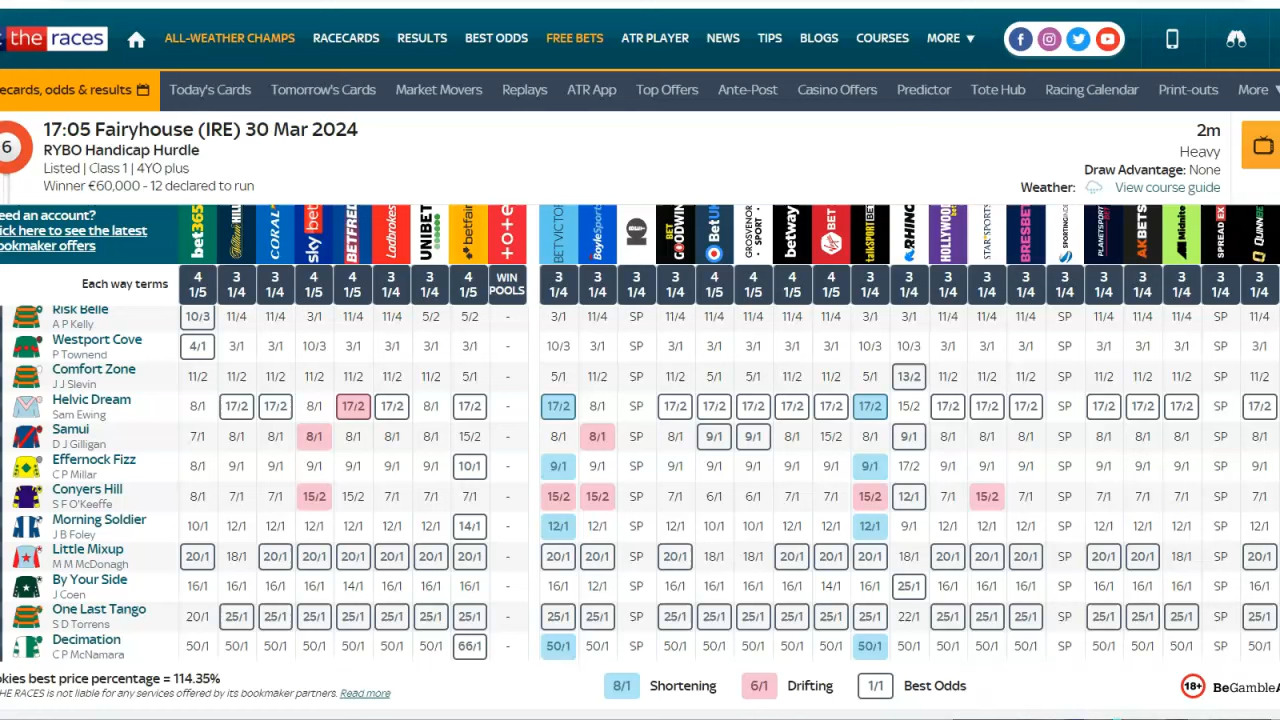 the races
ALL-WEATHER CHAMPS RACECARDS RESULTS BEST ODDS FREE BETS ATR PLAYER NEWS TIPS BLOGS COURSES MORE ▼
ecards, odds & results Today's Cards Tomorrow's Cards Market Movers Replays ATR App Top Offers Ante-Post Casino Offers Predictor Tote Hub Racing Calendar Print-outs More
6
17:05 Fairyhouse (IRE) 30 Mar 2024
RYBO Handicap Hurdle
Listed | Class 1 | 4YO plus
Winner €60,000 - 12 declared to run
2m
Heavy
Draw Advantage: None
Weather: View course guide
eed an account?
ick here to see the latest
ookmaker offers
bet365 William HILL CORAL sky bet BETFRED Ladbrokes UNIBET betfair tote BETVICTOR BoyleSports BET GOODWIN BetUK GROSVENOR SPORT betway BET talkSPORT BET RHINO HOLLYWOODbets STARSPORTS BRESBET SPORTING PLANETSPORT BET AKBETS Midnite SPREAD EX QUINNBE
Each way terms
4 3 3 4 4 3 3 4 WIN 3 3 3 3 4 4 3 3 3 3 3 3 3 3 3 3 3 3 3
1/5 1/4 1/4 1/5 1/5 1/4 1/4 1/5 POOLS 1/4 1/4 1/4 1/4 1/5 1/5 1/4 1/4 1/4 1/4 1/4 1/4 1/4 1/4 1/4 1/4 1/4 1/4 1/4
Risk Belle
A P Kelly
10/3 11/4 11/4 3/1 11/4 11/4 5/2 5/2 - 3/1 11/4 SP 11/4 11/4 11/4 11/4 11/4 3/1 3/1 11/4 11/4 11/4 SP 11/4 11/4 11/4 SP 11/4
Westport Cove
P Townend
4/1 3/1 3/1 10/3 3/1 3/1 3/1 3/1 - 10/3 3/1 SP 3/1 3/1 3/1 3/1 3/1 10/3 10/3 3/1 3/1 3/1 SP 3/1 3/1 3/1 SP 3/1
Comfort Zone
J J Slevin
11/2 11/2 11/2 11/2 11/2 11/2 11/2 5/1 - 5/1 11/2 SP 11/2 5/1 5/1 11/2 11/2 5/1 13/2 11/2 11/2 11/2 SP 11/2 11/2 11/2 SP 11/2
Helvic Dream
Sam Ewing
8/1 17/2 17/2 8/1 17/2 17/2 8/1 17/2 - 17/2 8/1 SP 17/2 17/2 17/2 17/2 17/2 17/2 15/2 17/2 17/2 17/2 SP 17/2 17/2 17/2 SP 17/2
Samui
D J Gilligan
7/1 8/1 8/1 8/1 8/1 8/1 8/1 15/2 - 8/1 8/1 SP 8/1 9/1 9/1 8/1 15/2 8/1 9/1 8/1 8/1 8/1 SP 8/1 8/1 8/1 SP 8/1
Effernock Fizz
C P Millar
8/1 9/1 9/1 9/1 9/1 9/1 9/1 10/1 - 9/1 9/1 SP 9/1 9/1 9/1 9/1 9/1 9/1 17/2 9/1 9/1 9/1 SP 9/1 9/1 9/1 SP 9/1
Conyers Hill
S F O'Keeffe
8/1 7/1 7/1 15/2 15/2 7/1 7/1 7/1 - 15/2 15/2 SP 7/1 6/1 6/1 7/1 7/1 15/2 12/1 7/1 15/2 7/1 SP 7/1 7/1 7/1 SP 7/1
Morning Soldier
J B Foley
10/1 12/1 12/1 12/1 12/1 12/1 12/1 14/1 - 12/1 12/1 SP 12/1 10/1 10/1 12/1 12/1 12/1 9/1 12/1 12/1 12/1 SP 12/1 12/1 12/1 SP 12/1
Little Mixup
M M McDonagh
20/1 18/1 20/1 20/1 20/1 20/1 20/1 20/1 - 20/1 20/1 SP 20/1 18/1 18/1 20/1 20/1 20/1 18/1 20/1 20/1 20/1 SP 20/1 20/1 18/1 SP 20/1
By Your Side
J Coen
16/1 16/1 16/1 16/1 14/1 16/1 16/1 16/1 - 16/1 12/1 SP 16/1 16/1 16/1 16/1 14/1 16/1 25/1 16/1 16/1 16/1 SP 16/1 16/1 16/1 SP 16/1
One Last Tango
S D Torrens
20/1 25/1 25/1 25/1 25/1 25/1 25/1 25/1 - 25/1 25/1 SP 25/1 25/1 25/1 25/1 25/1 25/1 22/1 25/1 25/1 25/1 SP 25/1 25/1 25/1 SP 25/1
Decimation
C P McNamara
50/1 50/1 50/1 50/1 50/1 50/1 50/1 66/1 - 50/1 50/1 SP 50/1 50/1 50/1 50/1 50/1 50/1 50/1 50/1 50/1 50/1 SP 50/1 50/1 50/1 SP 50/1
okies best price percentage = 114.35%
HE RACES is not liable for any services offered by its bookmaker partners. Read more
8/1 Shortening 6/1 Drifting 1/1 Best Odds
18+ BeGambleA